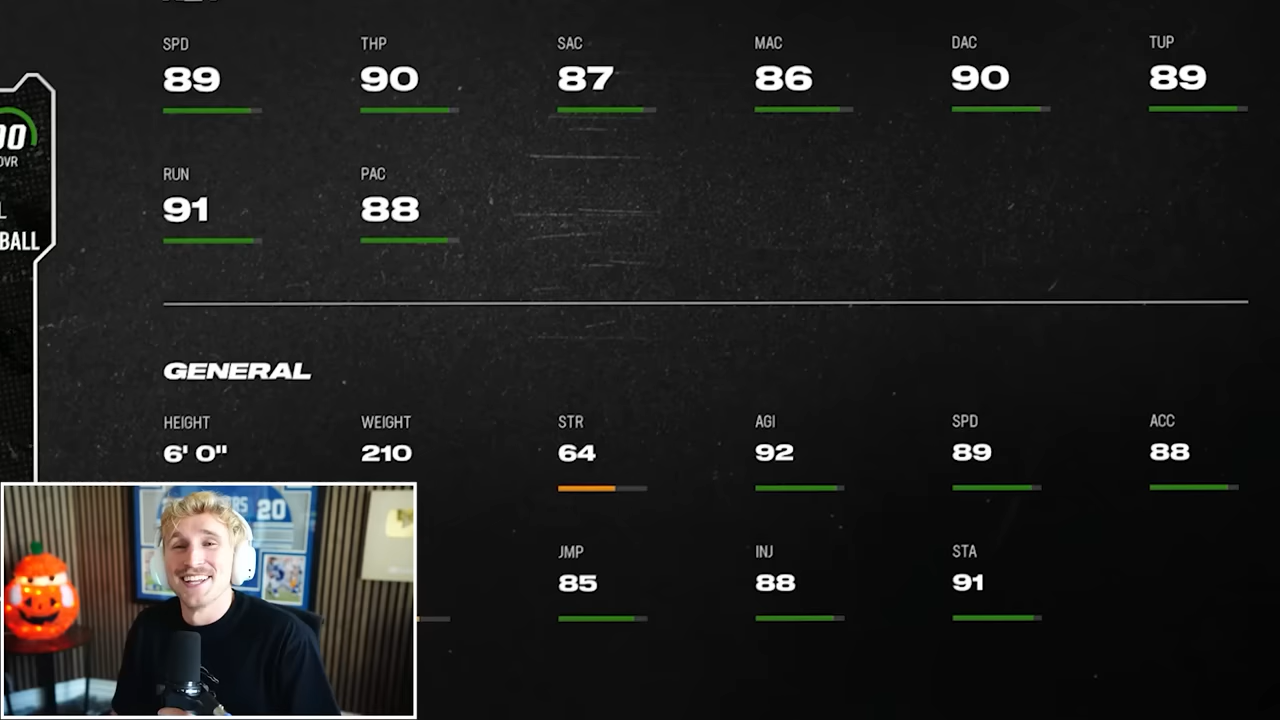 SPD THP SAC MAC DAC TUP
89 90 87 86 90 89
OVR
RUN PAC
91 88
BALL
GENERAL
HEIGHT WEIGHT STR AGI SPD ACC
6' 0" 210 64 92 89 88
20
JMP INJ STA
85 88 91